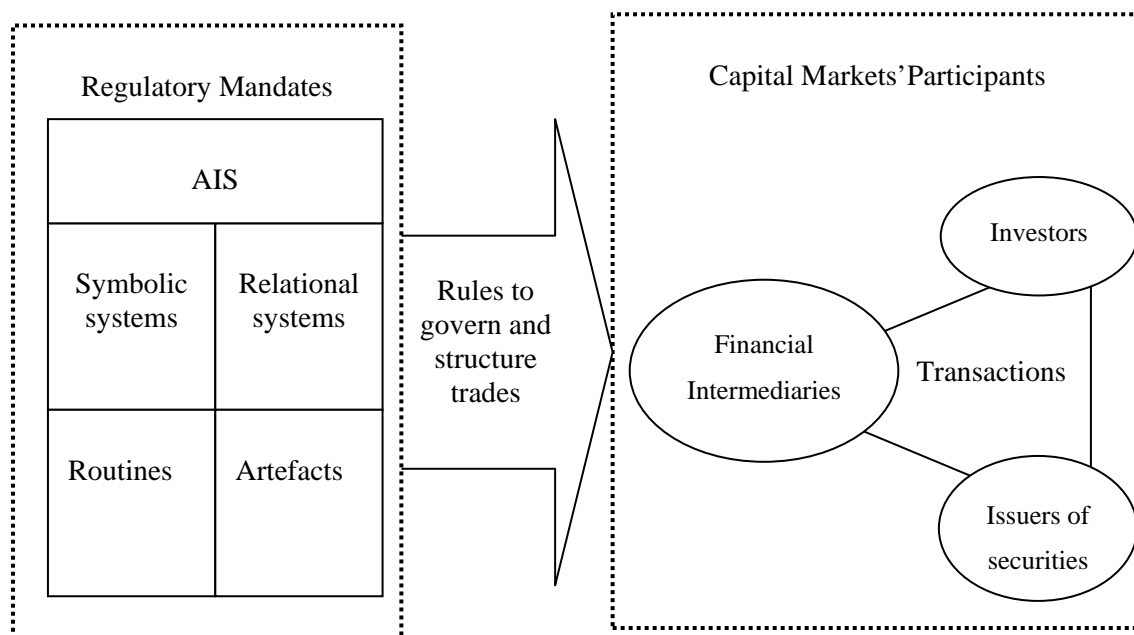 Regulatory Mandates
AIS
Symbolic
systems
Relational
systems
Routines
Artefacts
Rules to
govern and
structure
trades
Capital Markets’Participants
Investors
Financial
Intermediaries
Transactions
Issuers of
securities